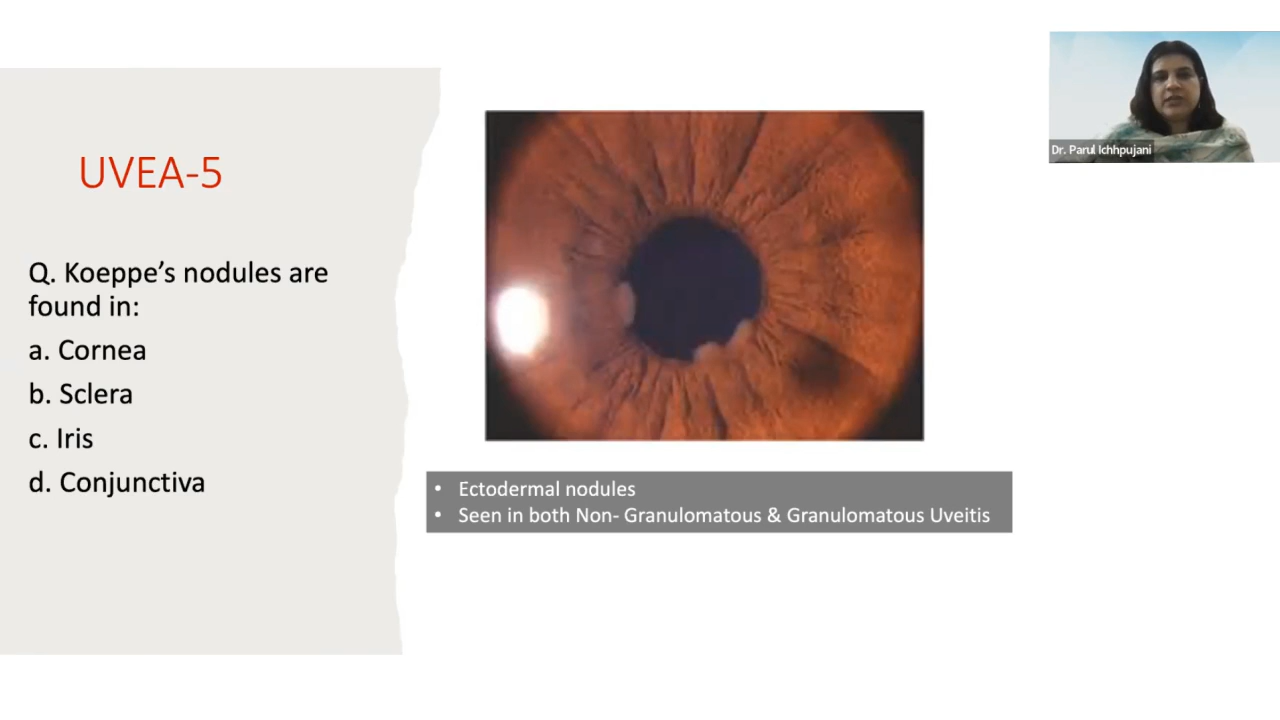 UVEA-5
Q. Koeppe’s nodules are
found in:
a. Cornea
b. Sclera
c. Iris
d. Conjunctiva
• Ectodermal nodules
• Seen in both Non- Granulomatous & Granulomatous Uveitis
Dr. Parul Ichhpujani